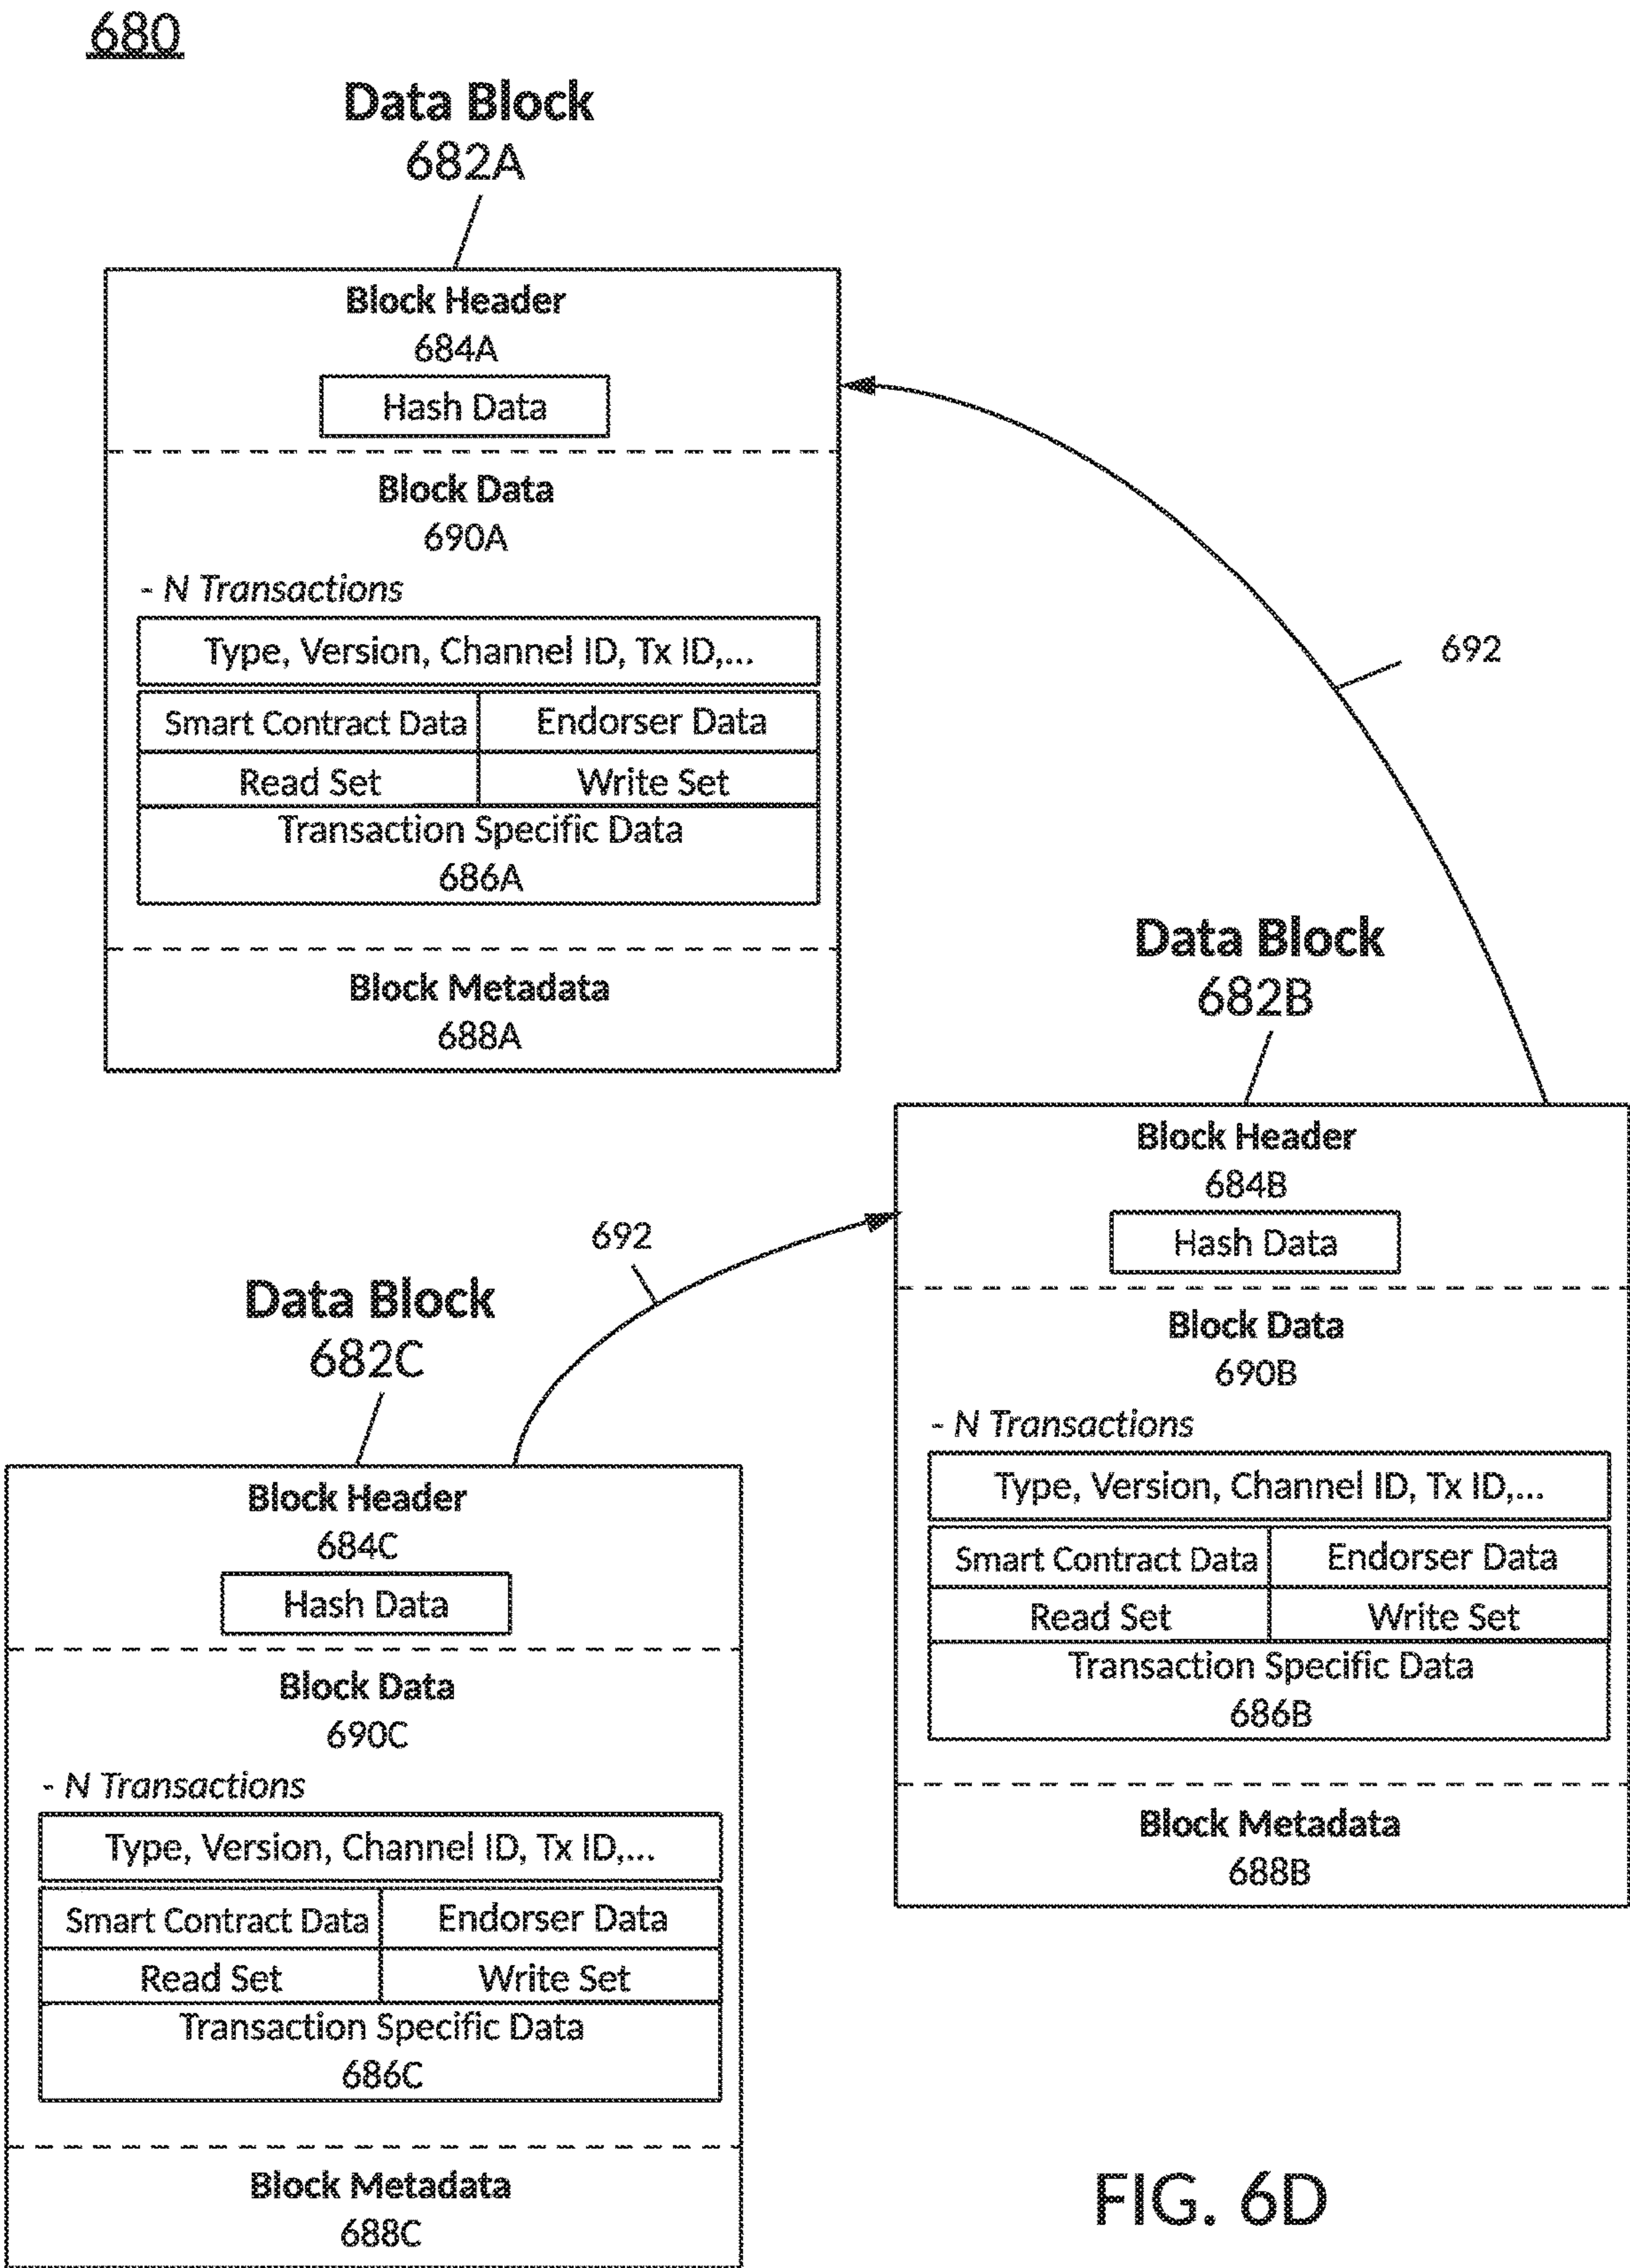 680
Data Block
682A
Block Header
684A
Hash Data
Block Data
690A
- N Transactions
Type, Version, Channel ID, Tx ID,...
Smart Contract Data Endorser Data
Read Set Write Set
Transaction Specific Data
686A
Block Metadata
688A
692
Data Block
682B
Block Header
684B
Hash Data
Block Data
690B
- N Transactions
Type, Version, Channel ID, Tx ID,...
Smart Contract Data Endorser Data
Read Set Write Set
Transaction Specific Data
686B
Block Metadata
688B
692
Data Block
682C
Block Header
684C
Hash Data
Block Data
690C
- N Transactions
Type, Version, Channel ID, Tx ID,...
Smart Contract Data Endorser Data
Read Set Write Set
Transaction Specific Data
686C
Block Metadata
688C
FIG. 6D